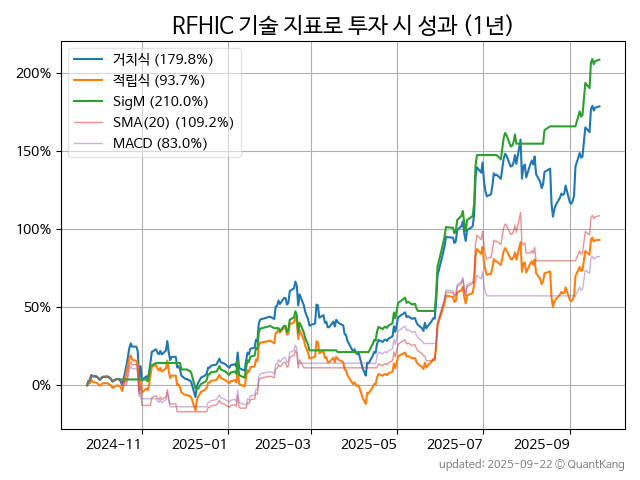 RFHIC 기술 지표로 투자 시 성과 (1년)
거치식 (179.8%)
적립식 (93.7%)
SigM (210.0%)
SMA(20) (109.2%)
MACD (83.0%)
200%
150%
100%
50%
0%
2024-11 2025-01 2025-03 2025-05 2025-07 2025-09
updated: 2025-09-22 © QuantKang